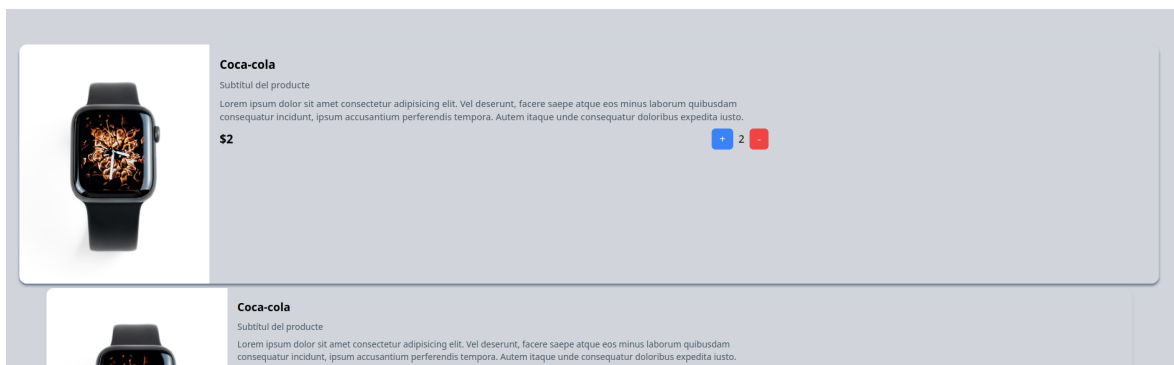 Coca-cola
Subtítul del producte
Lorem ipsum dolor sit amet consectetur adipisicing elit. Vel deserunt, facere saepe atque eos minus laborum quibusdam
consequatur incidunt, ipsum accusantium perferendis tempora. Autem itaque unde consequatur doloribus expedita iusto.
$2 + 2 -
Coca-cola
Subtítul del producte
Lorem ipsum dolor sit amet consectetur adipisicing elit. Vel deserunt, facere saepe atque eos minus laborum quibusdam
consequatur incidunt, ipsum accusantium perferendis tempora. Autem itaque unde consequatur doloribus expedita iusto.